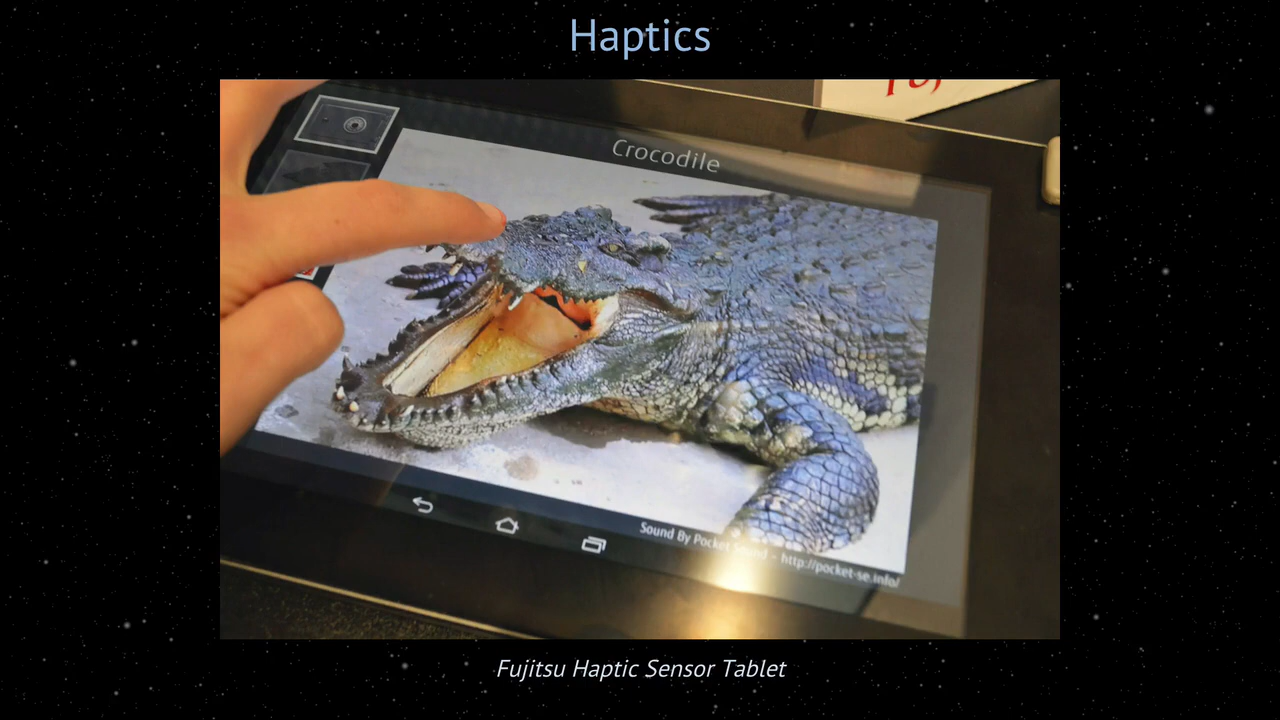 Haptics
Crocodile
Sound By Pocket Sound - http://pocket-se.info/
Fujitsu Haptic Sensor Tablet